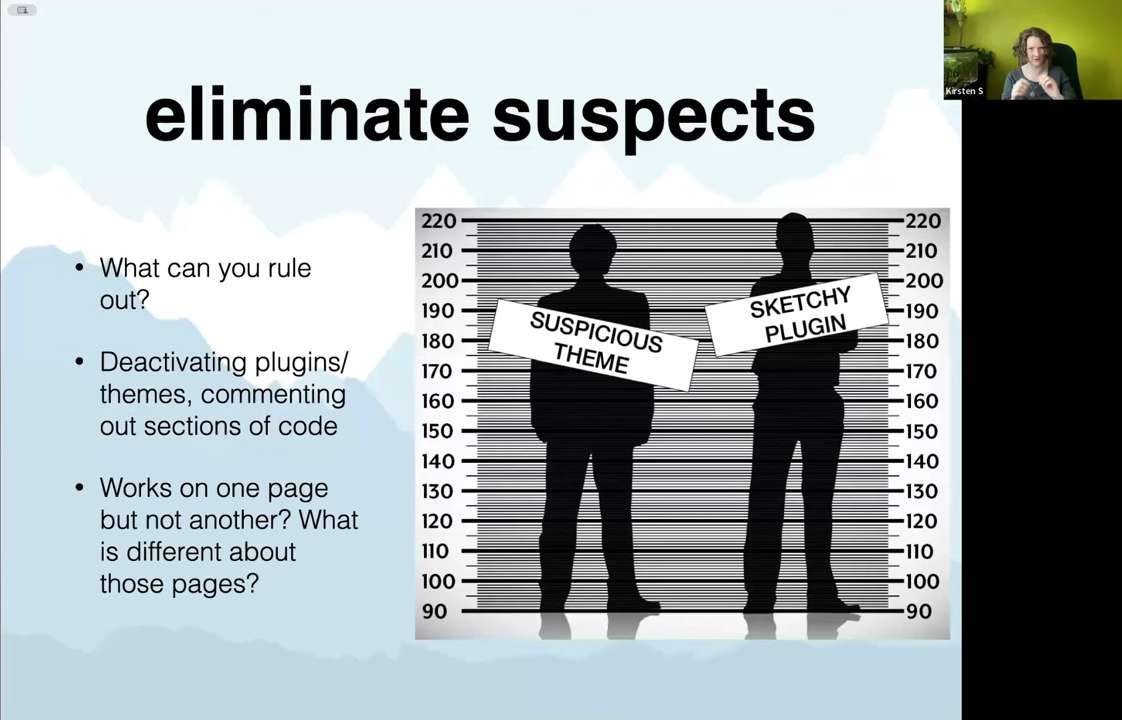 Kirsten S
eliminate suspects
• What can you rule
out?
• Deactivating plugins/
themes, commenting
out sections of code
• Works on one page
but not another? What
is different about
those pages?
220 220
210 210
200 200
190 190
180 180
170 170
160 160
150 150
140 140
130 130
120 120
110 110
100 100
90 90
SUSPICIOUS
THEME
SKETCHY
PLUGIN